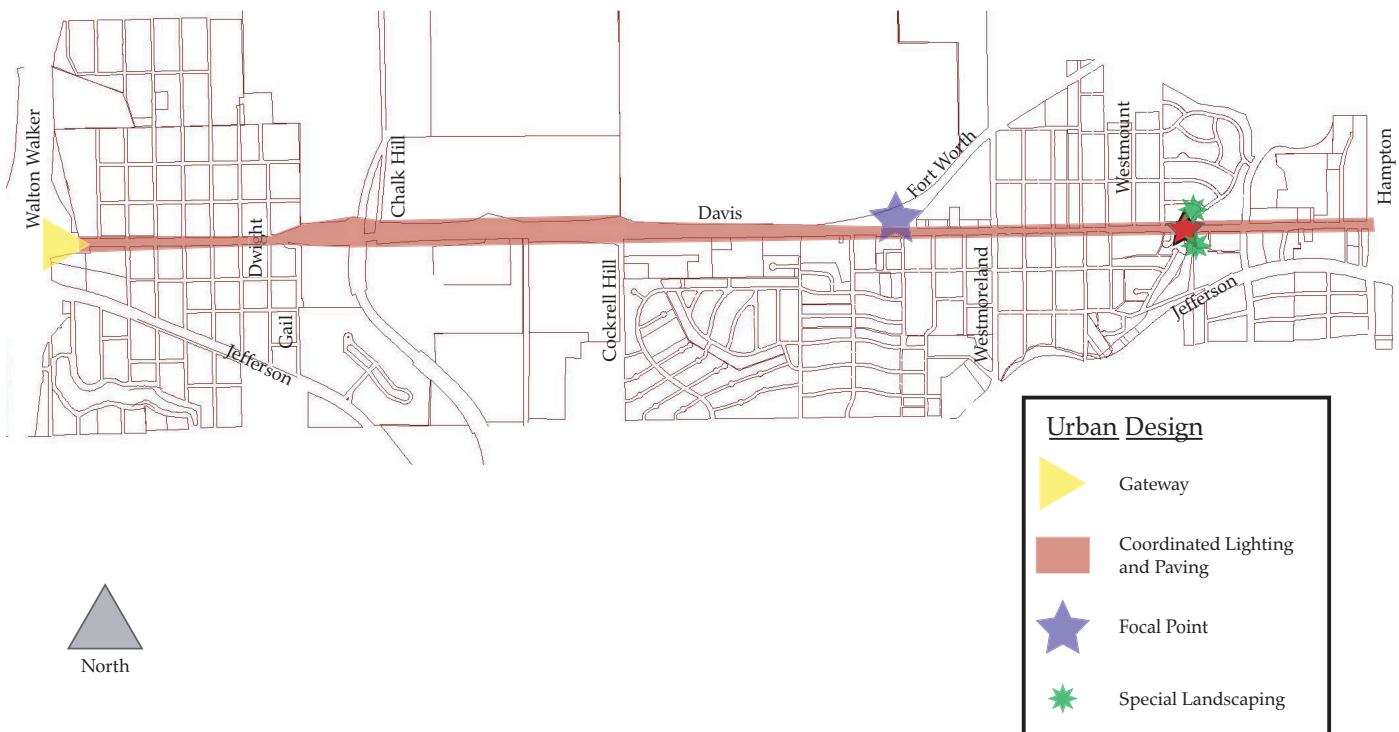 Walton Walker
Dwight
Gail
Jefferson
Chalk Hill
Cockrell Hill
Davis
Fort Worth
Westmoreland
Westmount
Jefferson
Hampton
Urban Design
Gateway
Coordinated Lighting
and Paving
Focal Point
Special Landscaping
North